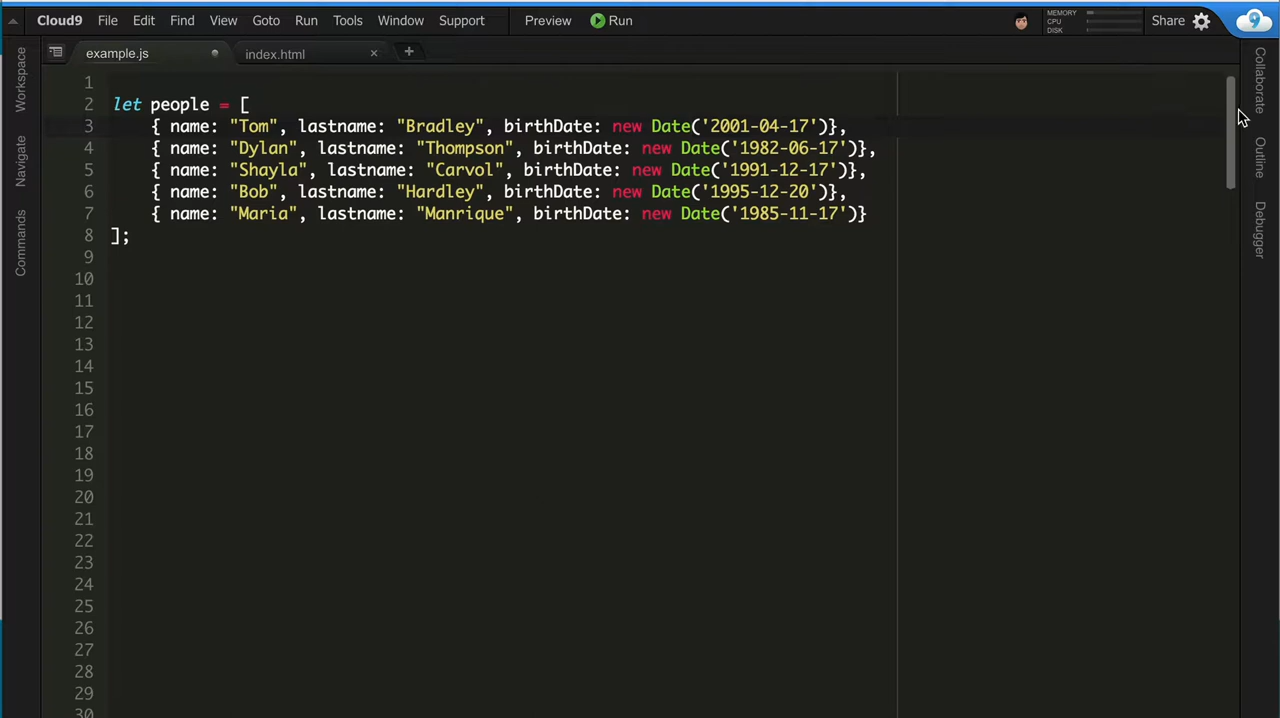 Cloud9 File Edit Find View Goto Run Tools Window Support Preview Run MEMORY CPU DISK Share 9
example.js index.html × +
Workspace
Navigate
Commands
Collaborate
Outline
Debugger
1
2 let people = [
3 { name: "Tom", lastname: "Bradley", birthDate: new Date('2001-04-17')},
4 { name: "Dylan", lastname: "Thompson", birthDate: new Date('1982-06-17')},
5 { name: "Shayla", lastname: "Carvol", birthDate: new Date('1991-12-17')},
6 { name: "Bob", lastname: "Hardley", birthDate: new Date('1995-12-20')},
7 { name: "Maria", lastname: "Manrique", birthDate: new Date('1985-11-17')}
8 ];
9
10
11
12
13
14
15
16
17
18
19
20
21
22
23
24
25
26
27
28
29
30